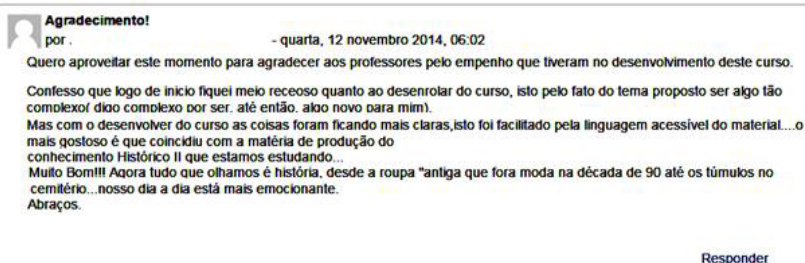 Agradecimento!
por .                    - quarta, 12 novembro 2014, 06:02
Quero aproveitar este momento para agradecer aos professores pelo empenho que tiveram no desenvolvimento deste curso.
Confesso que logo de inicio fiquei meio receoso quanto ao desenrolar do curso, isto pelo fato do tema proposto ser algo tão
complexo( digo complexo por ser, até então, algo novo para mim).
Mas com o desenvolver do curso as coisas foram ficando mais claras,isto foi facilitado pela linguagem acessível do material....o
mais gostoso é que coincidiu com a matéria de produção do
conhecimento Histórico II que estamos estudando...
Muito Bom!!! Agora tudo que olhamos é história, desde a roupa "antiga que fora moda na década de 90 até os túmulos no
cemitério...nosso dia a dia está mais emocionante.
Abraços.
Responder